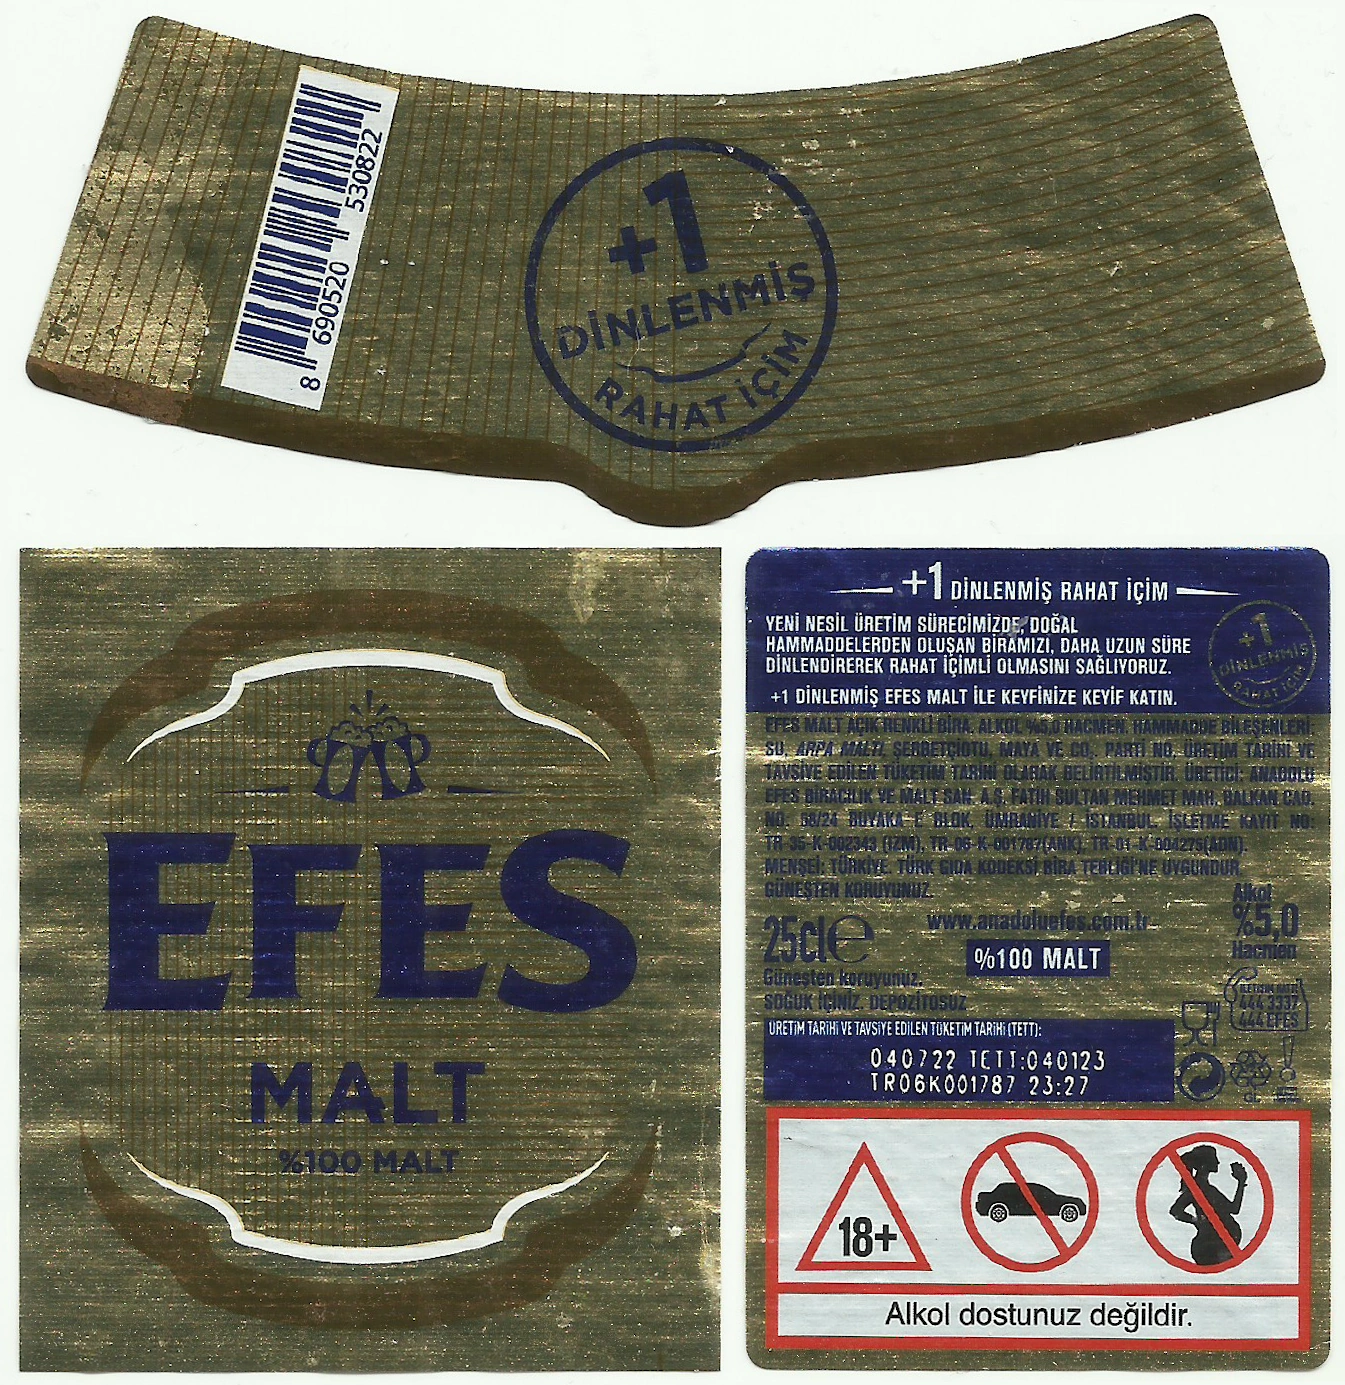 8 690520 530822
+1
DİNLENMİŞ
RAHAT İÇİM
EFES
MALT
%100 MALT
+1 DİNLENMİŞ RAHAT İÇİM
YENİ NESİL ÜRETİM SÜRECİMİZDE, DOĞAL
HAMMADDELERDEN OLUŞAN BİRAMIZI, DAHA UZUN SÜRE
DİNLENDİREREK RAHAT İÇİMLİ OLMASINI SAĞLIYORUZ.
+1 DİNLENMİŞ EFES MALT İLE KEYFİNİZE KEYİF KATIN.
+1
DİNLENMİŞ
RAHAT İÇİM
EFES MALT AÇIK RENKLİ BİRA. ALKOL %5,0 HACMEN. HAMMADDE BİLEŞENLERİ:
SU, ARPA MALTI, ŞERBETÇİOTU, MAYA VE CO₂. PARTİ NO, ÜRETİM TARİHİ VE
TAVSİYE EDİLEN TÜKETİM TARİHİ OLARAK BELİRTİLMİŞTİR. ÜRETİCİ: ANADOLU
EFES BİRACILIK VE MALT SAN. A.Ş. FATİH SULTAN MEHMET MAH. BALKAN CAD.
NO: 58/24 BUYAKA E BLOK, ÜMRANİYE / İSTANBUL. İŞLETME KAYIT NO:
TR-35-K-002343 (IZM), TR-06-K-001787(ANK), TR-01-K-004275(ADN).
MENŞEİ: TÜRKİYE. TÜRK GIDA KODEKSİ BİRA TEBLİĞİ'NE UYGUNDUR.
GÜNEŞTEN KORUYUNUZ.
25cl e
www.anadoluefes.com.tr
%100 MALT
Alkol
%5,0
Hacmen
Güneşten koruyunuz.
SOĞUK İÇİNİZ. DEPOZİTOSUZ
İLETİŞİM HATTI
444 3337
444 EFES
ÜRETİM TARİHİ VE TAVSİYE EDİLEN TÜKETİM TARİHİ (TETT):
040722 TETT:040123
TR06K001787 23:27
18+
Alkol dostunuz değildir.